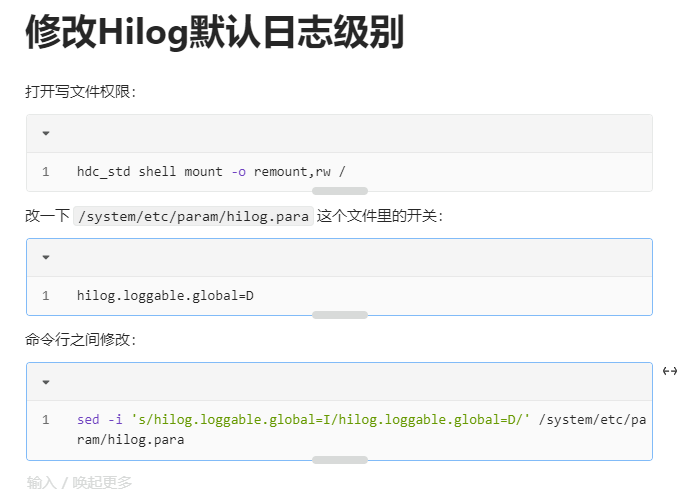 修改Hilog默认日志级别
打开写文件权限：
1 hdc_std shell mount -o remount,rw /
改一下 /system/etc/param/hilog.para 这个文件里的开关：
1 hilog.loggable.global=D
命令行之间修改：
1 sed -i 's/hilog.loggable.global=I/hilog.loggable.global=D/' /system/etc/pa
ram/hilog.para
输入 / 唤起更多